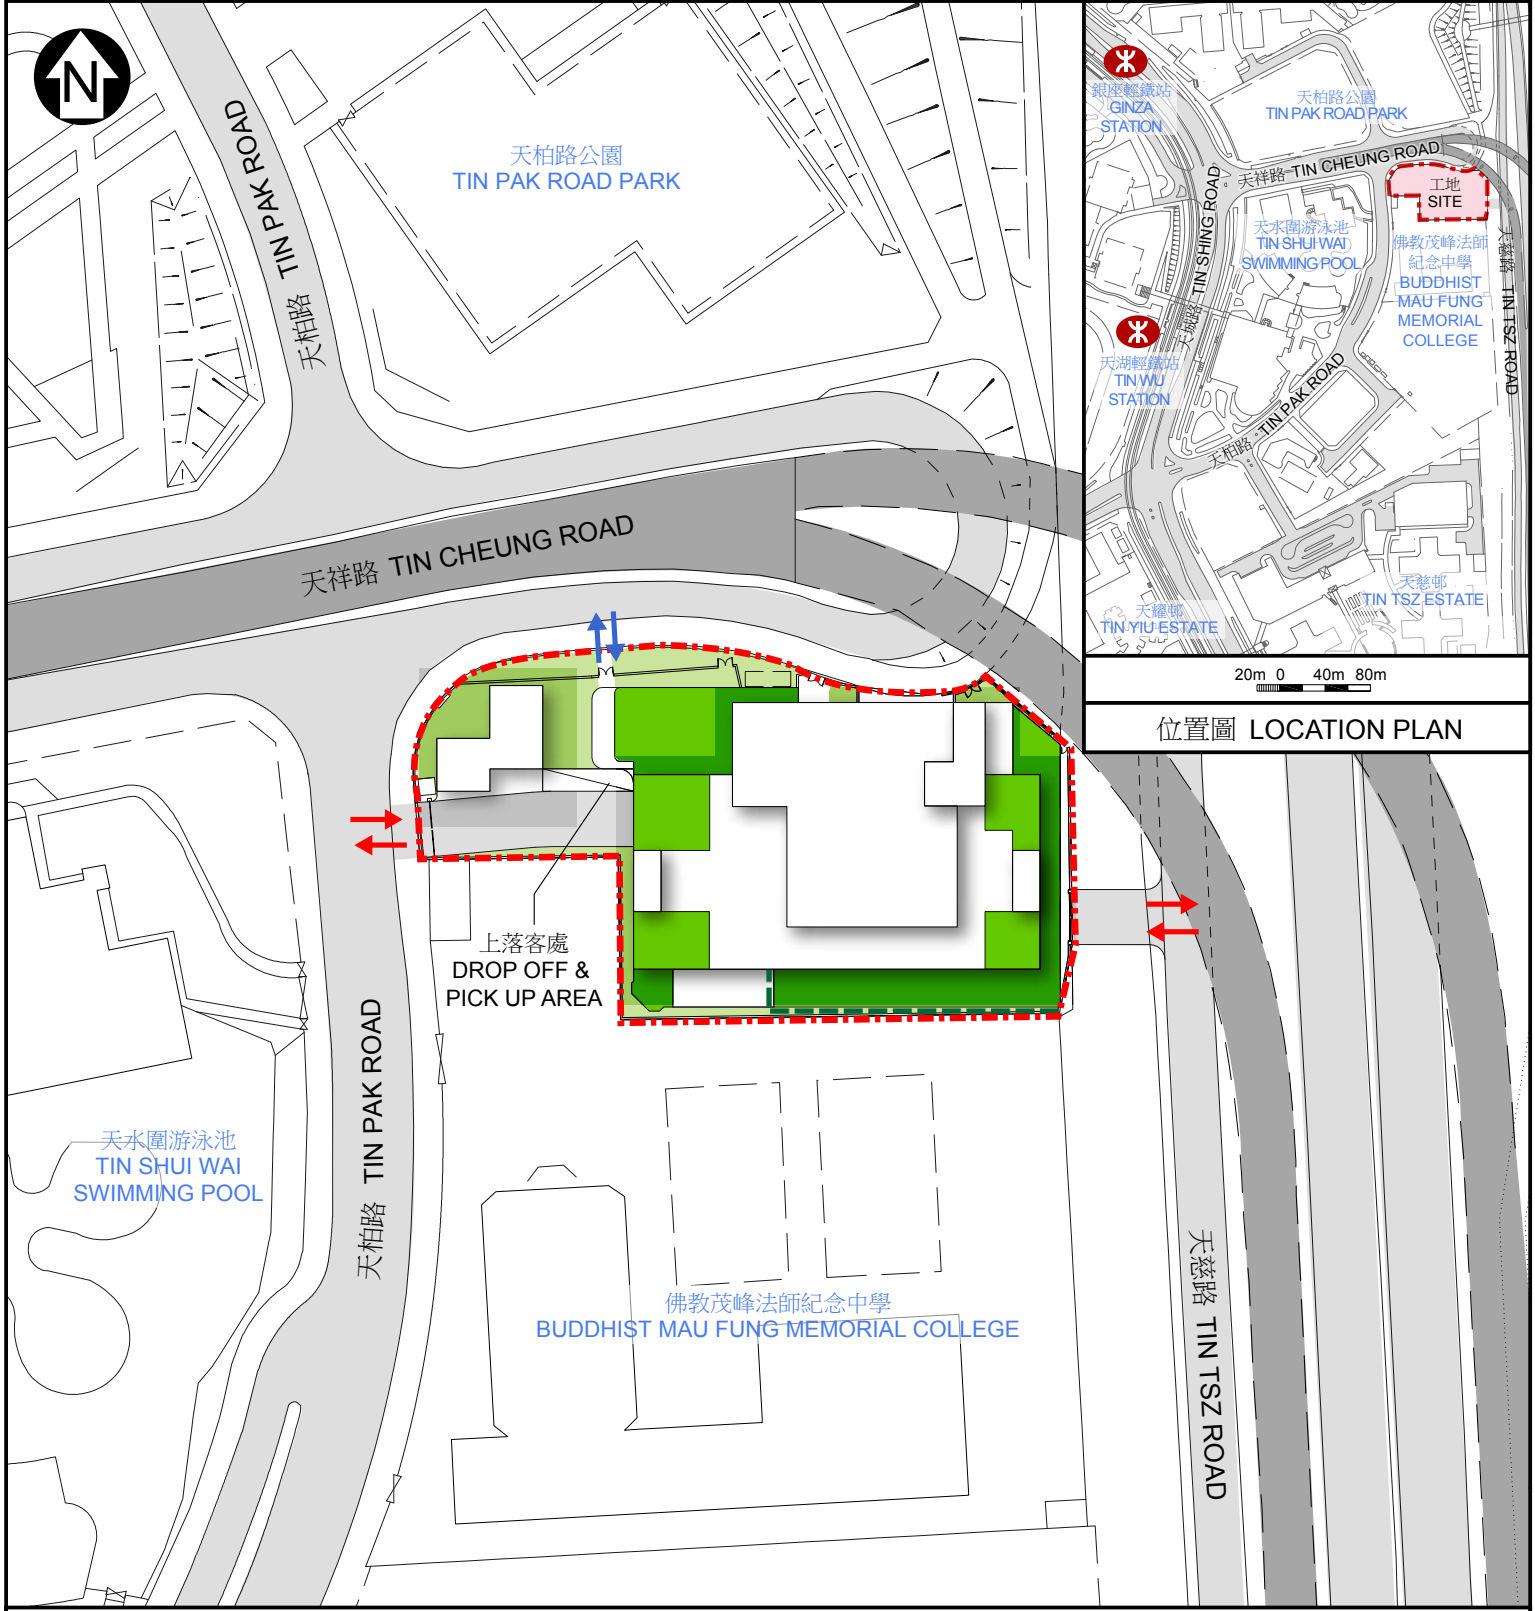 N
天柏路 TIN PAK ROAD
天柏路公園
TIN PAK ROAD PARK
天祥路 TIN CHEUNG ROAD
上落客處
DROP OFF &
PICK UP AREA
天柏路 TIN PAK ROAD
天水圍游泳池
TIN SHUI WAI
SWIMMING POOL
佛教茂峰法師紀念中學
BUDDHIST MAU FUNG MEMORIAL COLLEGE
天慈路 TIN TSZ ROAD
銀座輕鐵站
GINZA
STATION
天柏路公園
TIN PAK ROAD PARK
天祥路 TIN CHEUNG ROAD
工地
SITE
天城路 TIN SHING ROAD
天水圍游泳池
TIN SHUI WAI
SWIMMING POOL
佛教茂峰法師
紀念中學
BUDDHIST
MAU FUNG
MEMORIAL
COLLEGE
天慈路 TIN TSZ ROAD
天湖輕鐵站
TIN WU
STATION
天柏路 TIN PAK ROAD
天慈邨
TIN TSZ ESTATE
天耀邨
TIN YIU ESTATE
20m 0 40m 80m
位置圖 LOCATION PLAN